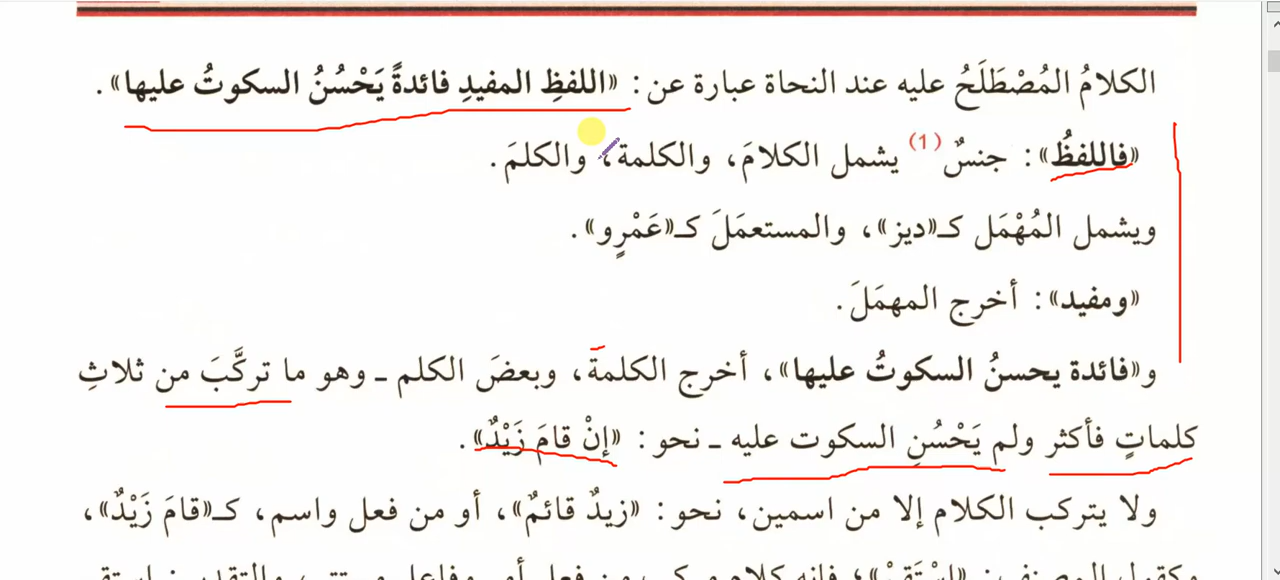 الكلامُ المُصْطَلَحُ عليه عند النحاة عبارة عن: «اللفظِ المفيدِ فائدةً يَحْسُنُ السكوتُ عليها».
«فاللفظُ»: جنسٌ (1) يشمل الكلامَ، والكلمةَ، والكلمَ.
ويشمل المُهْمَل كـ«ديز»، والمستعمَلَ كـ«عَمْرٍو».
«ومفيد»: أخرج المهمَلَ.
و«فائدة يحسنُ السكوتُ عليها»، أخرج الكلمةَ، وبعضَ الكلم ـ وهو ما تركَّبَ من ثلاثِ
كلماتٍ فأكثر ولم يَحْسُنِ السكوت عليه ـ نحو: «إنْ قامَ زَيْدٌ».
ولا يتركب الكلام إلا من اسمين، نحو: «زيدٌ قائمٌ»، أو من فعل واسم، كـ«قامَ زَيْدٌ»،